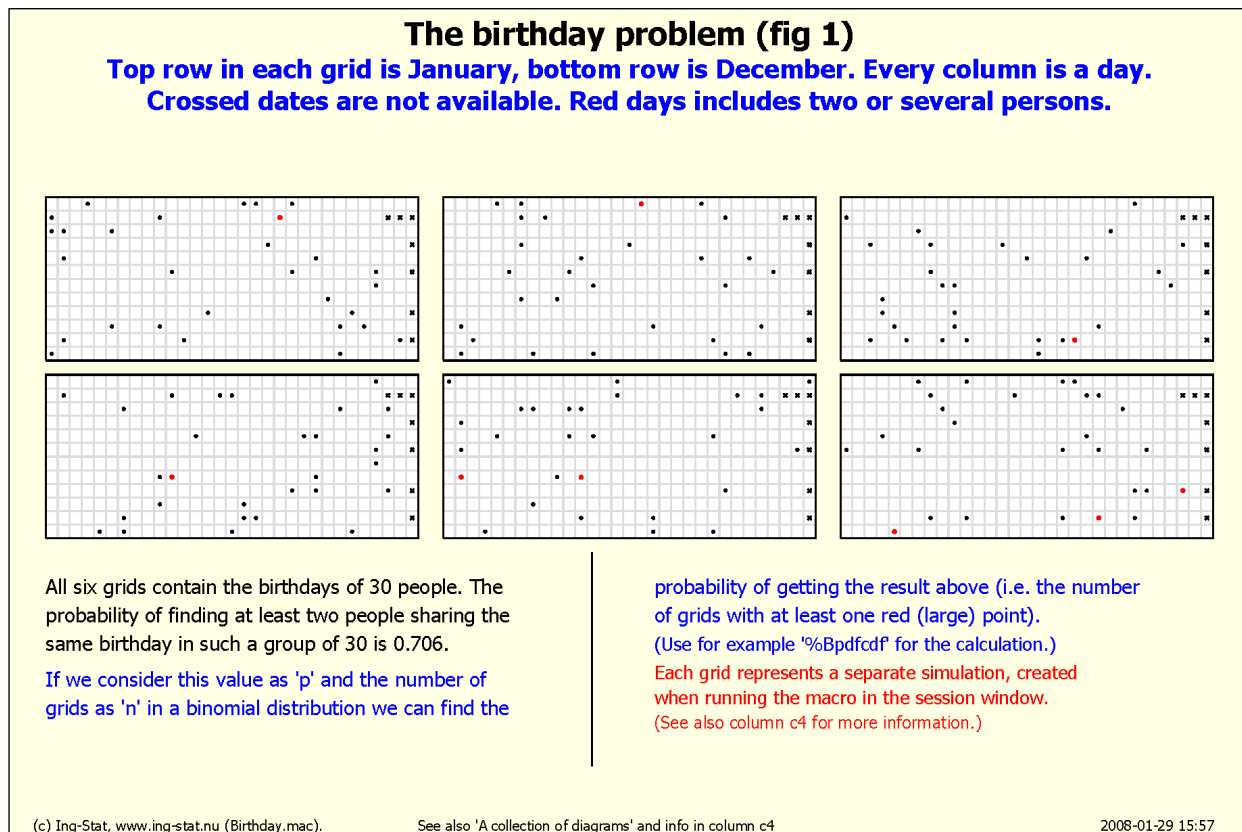 The birthday problem (fig 1)
Top row in each grid is January, bottom row is December. Every column is a day.
Crossed dates are not available. Red days includes two or several persons.
All six grids contain the birthdays of 30 people. The
probability of finding at least two people sharing the
same birthday in such a group of 30 is 0.706.
If we consider this value as 'p' and the number of
grids as 'n' in a binomial distribution we can find the
probability of getting the result above (i.e. the number
of grids with at least one red (large) point).
(Use for example '%Bpdfcdf' for the calculation.)
Each grid represents a separate simulation, created
when running the macro in the session window.
(See also column c4 for more information.)
(c) Ing-Stat, www.ing-stat.nu (Birthday.mac).
See also 'A collection of diagrams' and info in column c4
2008-01-29 15:57